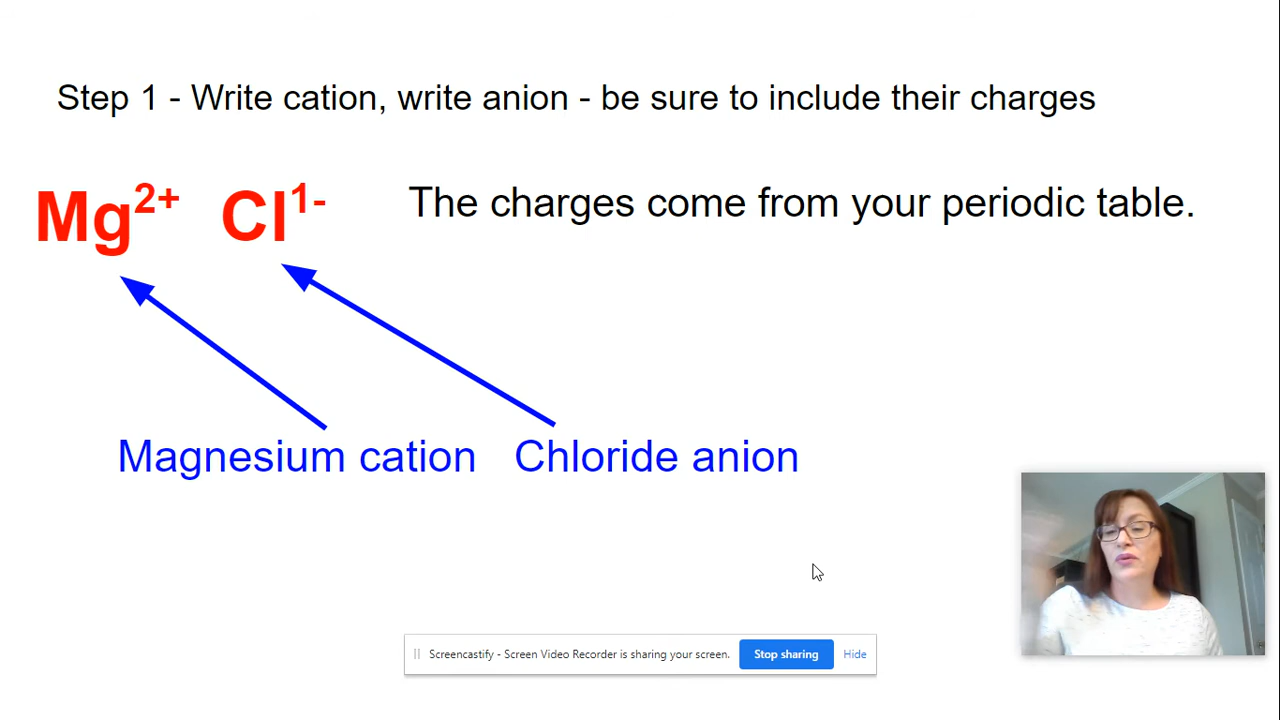 Step 1 - Write cation, write anion - be sure to include their charges
Mg²⁺ Cl¹⁻ The charges come from your periodic table.
Magnesium cation Chloride anion
Screencastify - Screen Video Recorder is sharing your screen. Stop sharing Hide